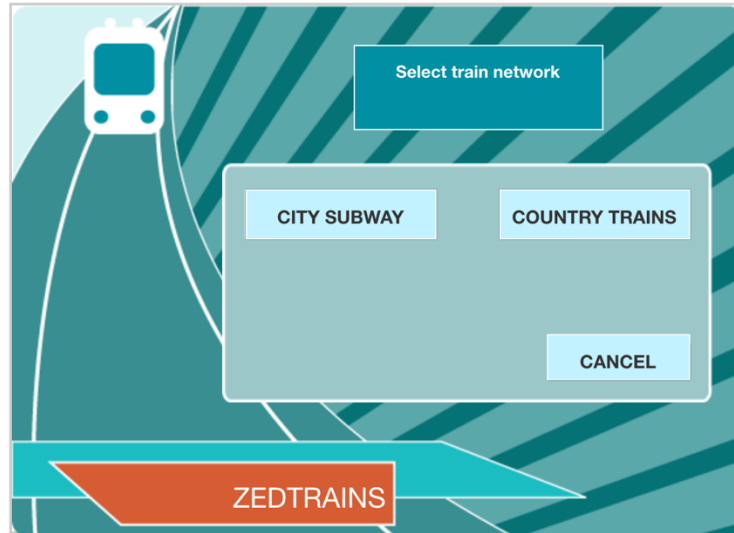 Select train network
CITY SUBWAY
COUNTRY TRAINS
CANCEL
ZEDTRAINS